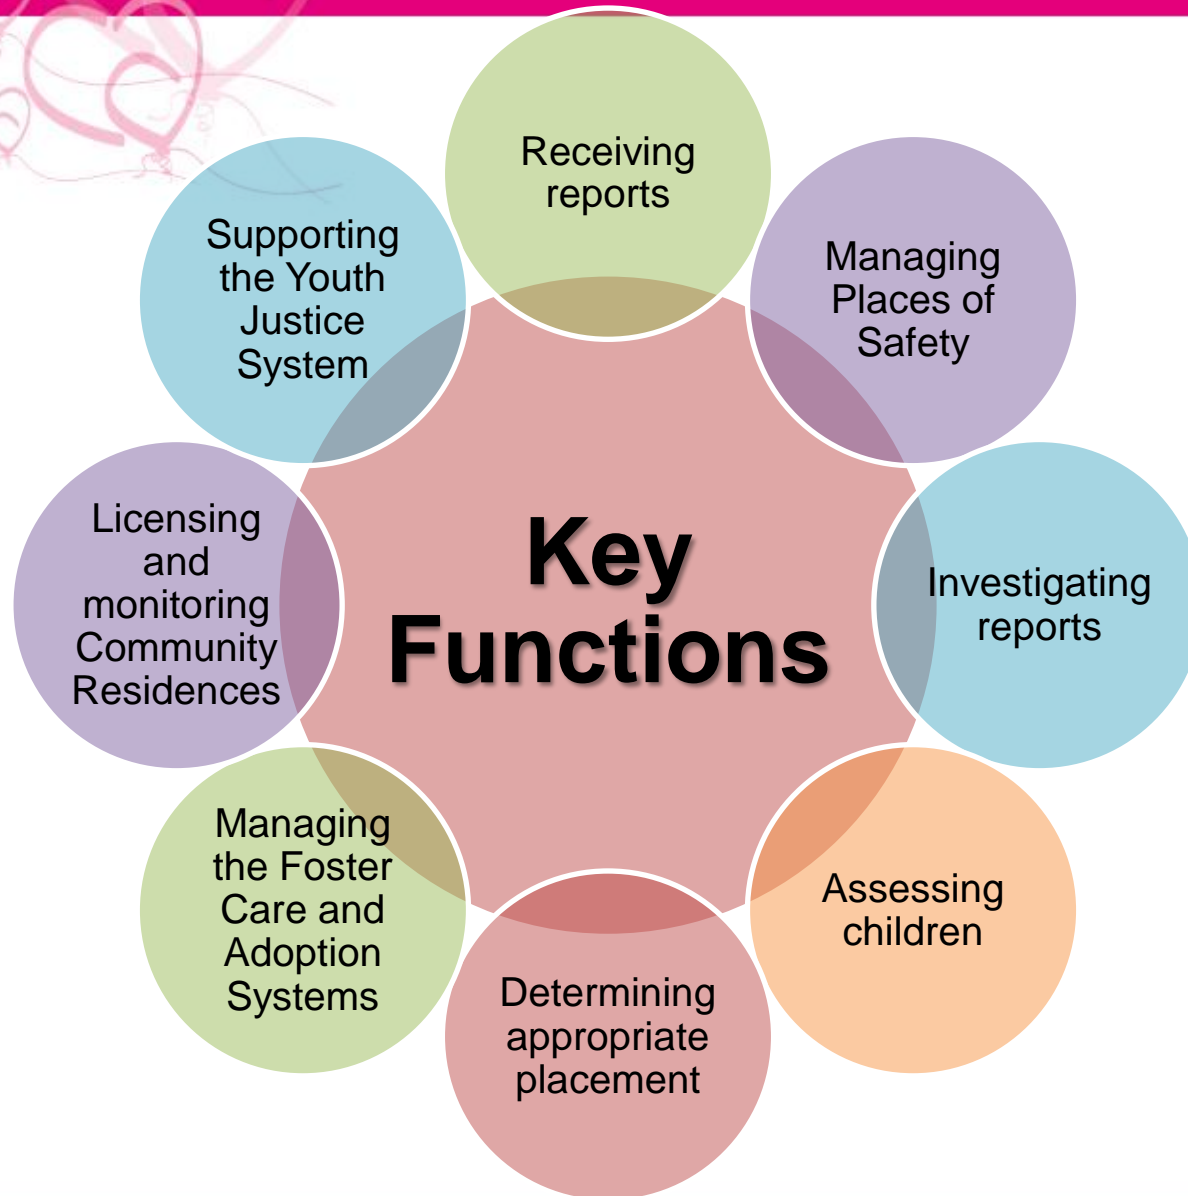 Receiving
reports
Managing
Places of
Safety
Investigating
reports
Assessing
children
Determining
appropriate
placement
Managing
the Foster
Care and
Adoption
Systems
Licensing
and
monitoring
Community
Residences
Supporting
the Youth
Justice
System
Key
Functions